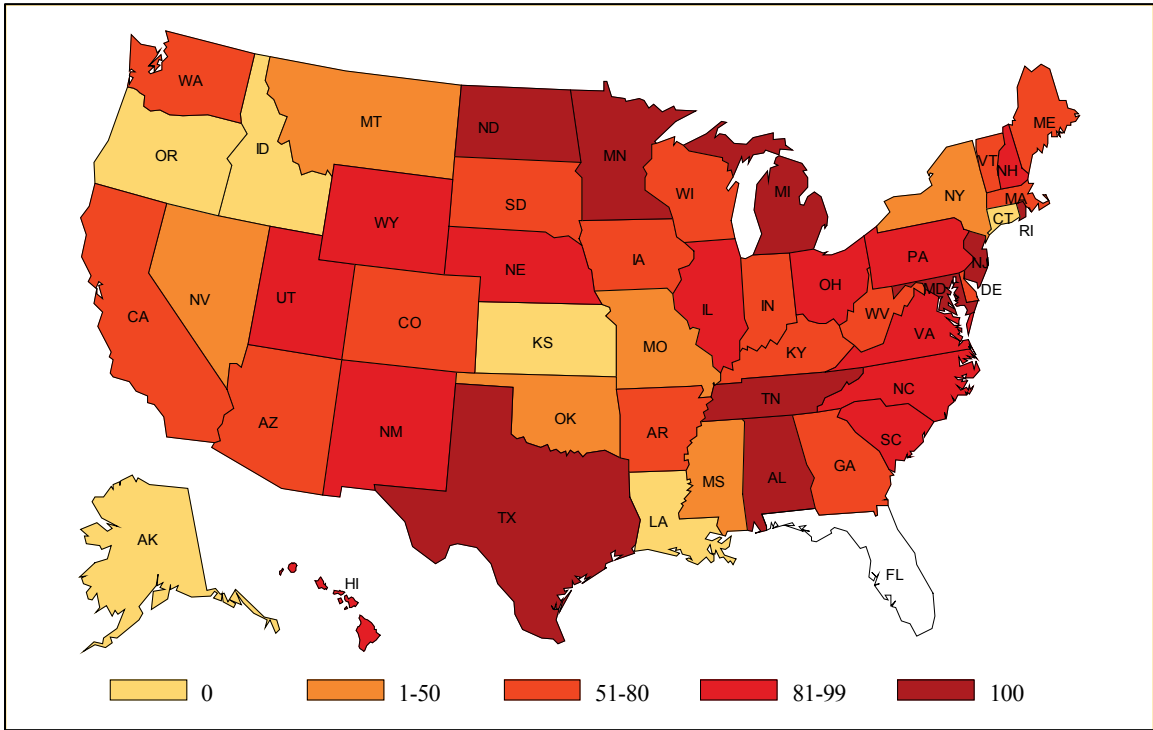 WA
MT
ND
MN
ME
OR
ID
SD
WI
MI
VT
NH
NY
MA
CT
RI
WY
NE
IA
PA
NJ
NV
UT
CO
IL
IN
OH
MD
DE
CA
KS
MO
WV
VA
KY
AZ
NM
OK
AR
TN
NC
SC
MS
AL
GA
TX
LA
AK
HI
FL
0
1-50
51-80
81-99
100